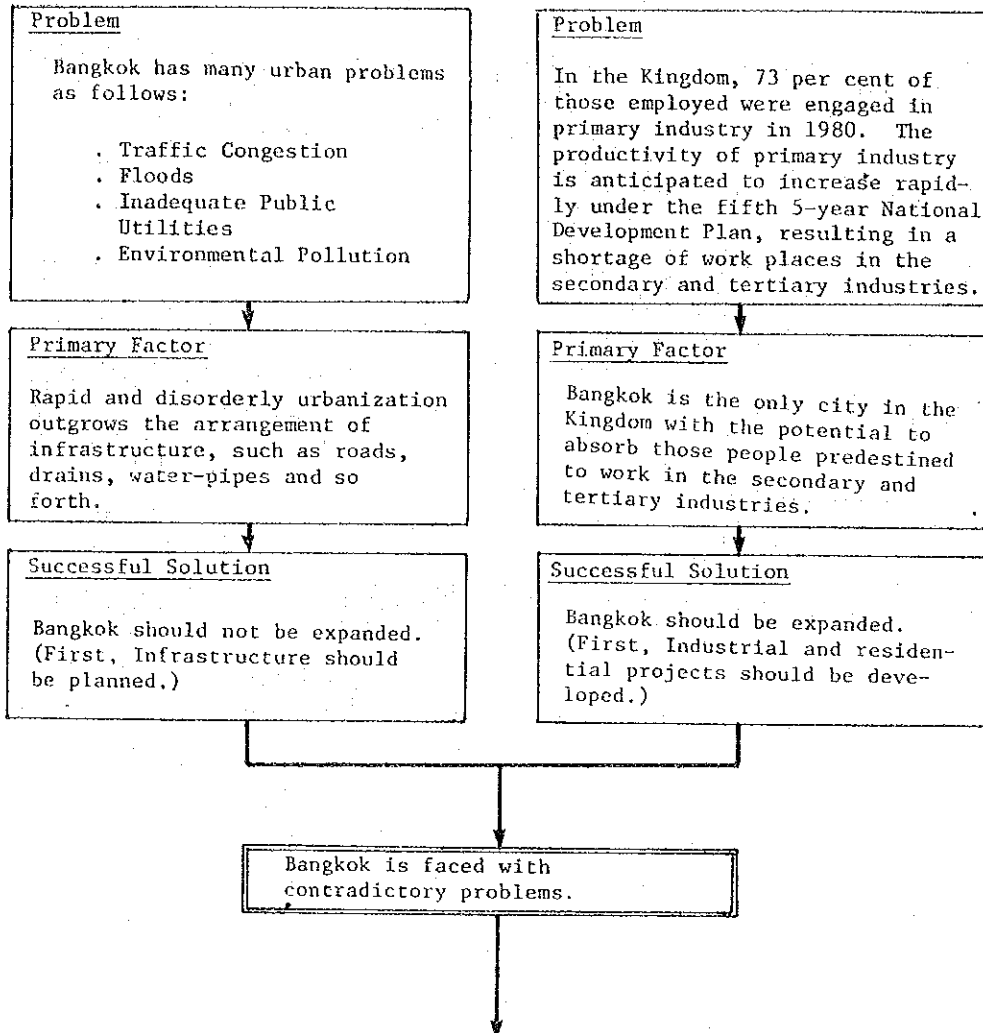 Problem
Bangkok has many urban problems
as follows:
. Traffic Congestion
. Floods
. Inadequate Public
Utilities
. Environmental Pollution
Primary Factor
Rapid and disorderly urbanization
outgrows the arrangement of
infrastructure, such as roads,
drains, water-pipes and so
forth.
Successful Solution
Bangkok should not be expanded.
(First, Infrastructure should
be planned.)
Problem
In the Kingdom, 73 per cent of
those employed were engaged in
primary industry in 1980. The
productivity of primary industry
is anticipated to increase rapid-
ly under the fifth 5-year National
Development Plan, resulting in a
shortage of work places in the
secondary and tertiary industries.
Primary Factor
Bangkok is the only city in the
Kingdom with the potential to
absorb those people predestined
to work in the secondary and
tertiary industries.
Successful Solution
Bangkok should be expanded.
(First, Industrial and residen-
tial projects should be deve-
loped.)
Bangkok is faced with
contradictory problems.